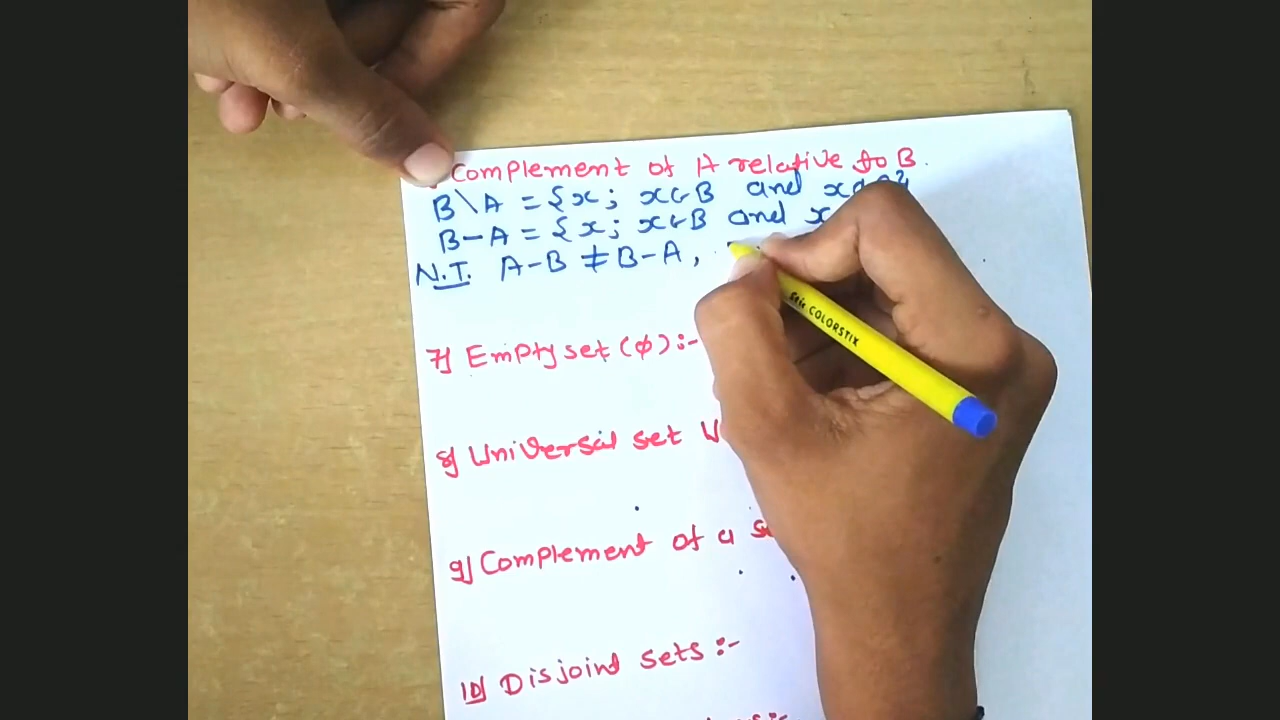 Complement of A relative to B.
B\A = {x; x∈B and x∉A}
B-A = {x; x∈B and x
N.T. A-B ≠ B-A,
7) Empty set (ϕ):-
8) Universal set U
9) Complement of a
10) Disjoint sets :-
Stic COLORSTIX